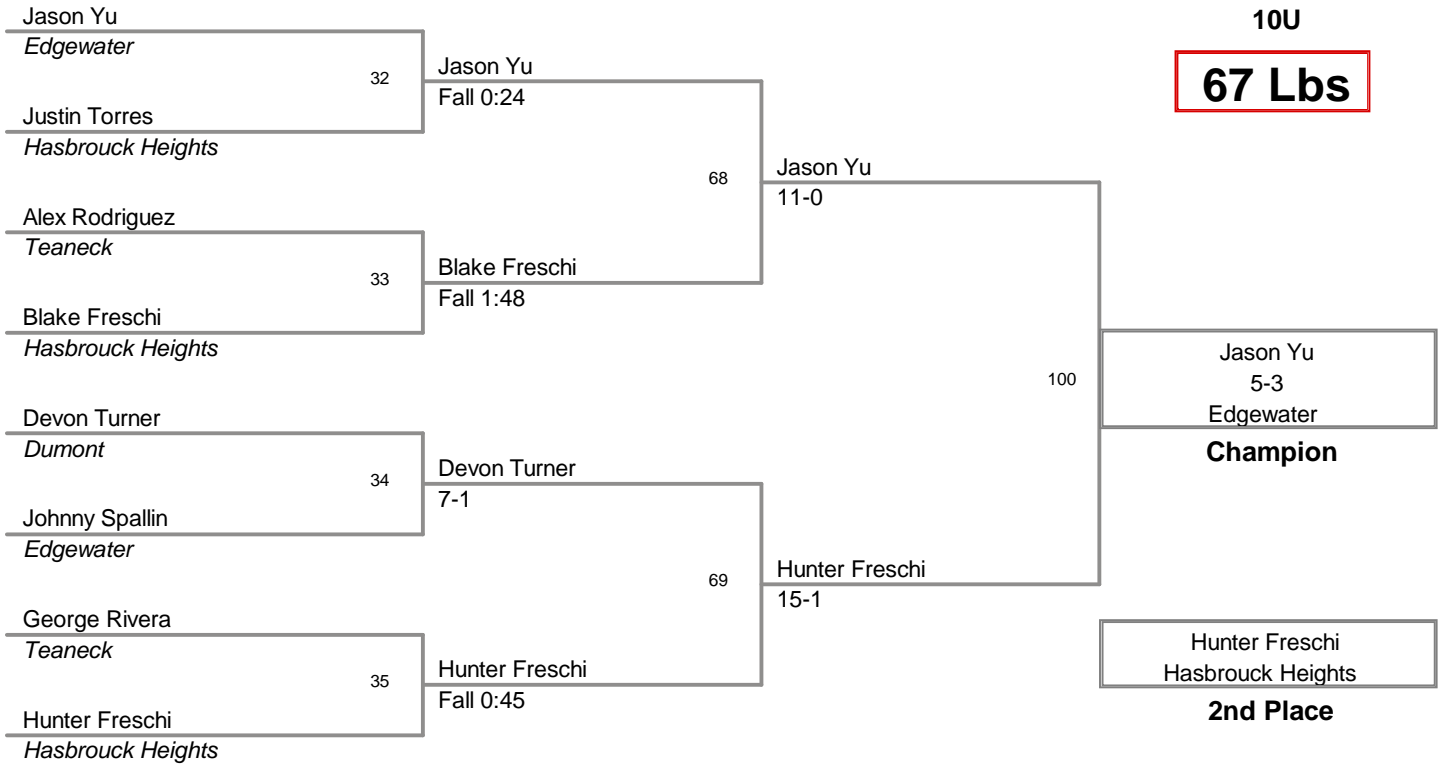 Jason Yu
Edgewater
32
Justin Torres
Hasbrouck Heights
Jason Yu
Fall 0:24
Alex Rodriguez
Teaneck
33
Blake Freschi
Hasbrouck Heights
Blake Freschi
Fall 1:48
68
Jason Yu
11-0
Devon Turner
Dumont
34
Johnny Spallin
Edgewater
Devon Turner
7-1
George Rivera
Teaneck
35
Hunter Freschi
Hasbrouck Heights
Hunter Freschi
Fall 0:45
69
Hunter Freschi
15-1
100
10U
67 Lbs
Jason Yu
5-3
Edgewater
Champion
Hunter Freschi
Hasbrouck Heights
2nd Place